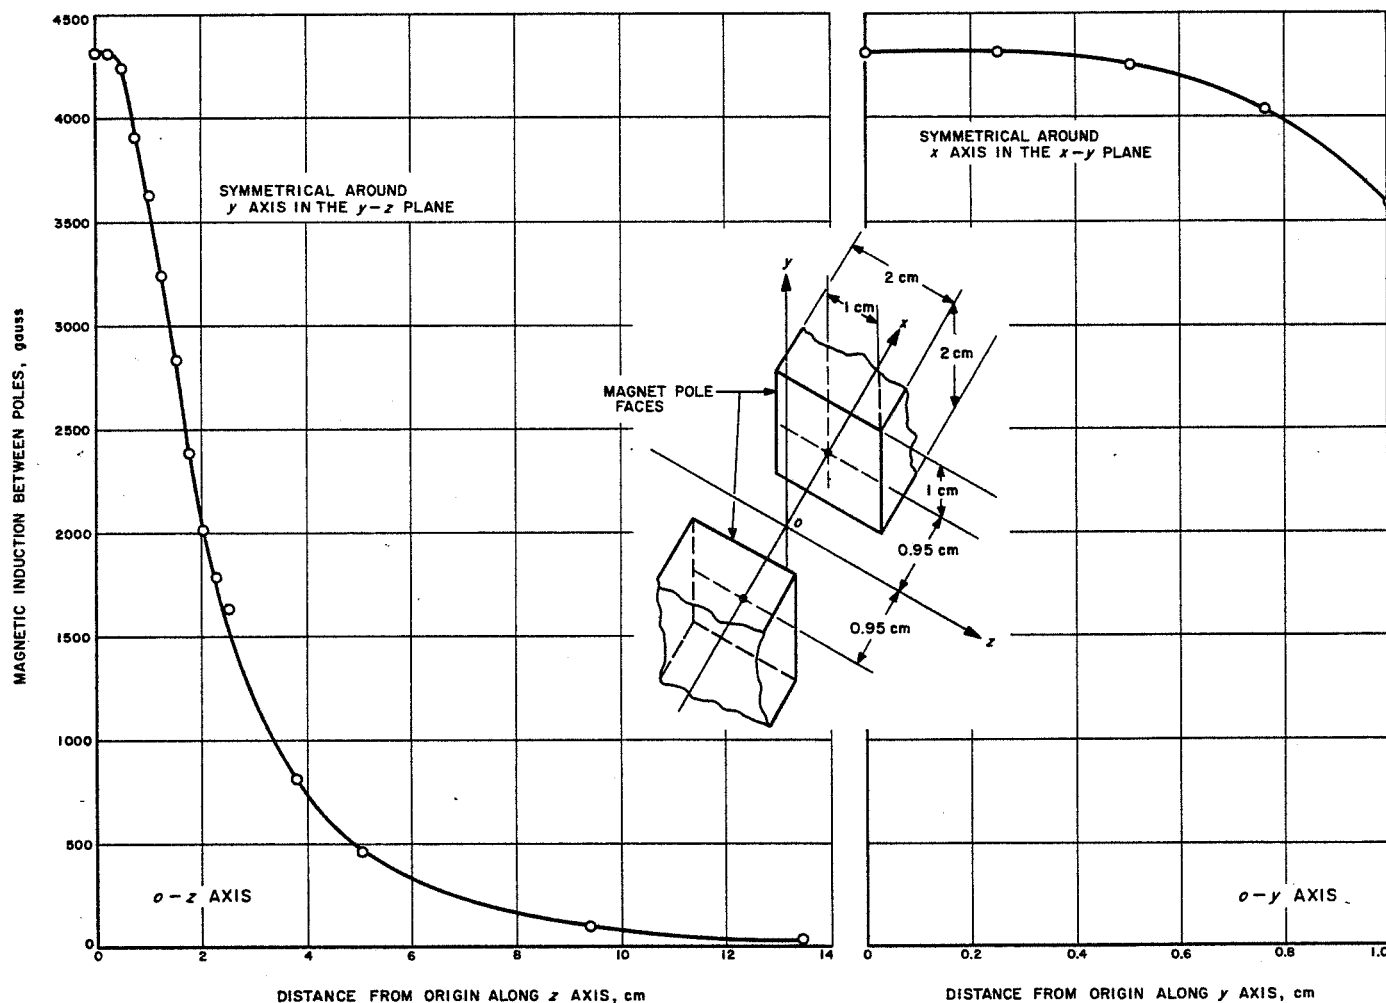 4500
4000
3500
3000
2500
2000
1500
1000
500
0
MAGNETIC INDUCTION BETWEEN POLES, gauss
SYMMETRICAL AROUND
y AXIS IN THE y-z PLANE
o-z AXIS
0 2 4 6 8 10 12 14
DISTANCE FROM ORIGIN ALONG z AXIS, cm
SYMMETRICAL AROUND
x AXIS IN THE x-y PLANE
y
2 cm
1 cm
x
2 cm
MAGNET POLE
FACES
1 cm
o
0.95 cm
0.95 cm
z
o-y AXIS
0 0.2 0.4 0.6 0.8 1.0
DISTANCE FROM ORIGIN ALONG y AXIS, cm